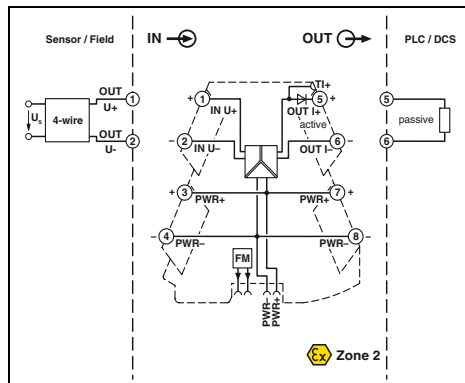 Sensor / Field
IN
OUT
PLC / DCS
OUT
U+
4-wire
Us
OUT
U-
1
2
+
1
IN U+
TI+
5
+
OUT I+
active
–
2
IN U–
6
–
OUT I–
3
+
PWR+
7
+
PWR+
4
–
PWR–
8
–
PWR–
FM
PWR–
PWR+
5
passive
6
Ex
Zone 2